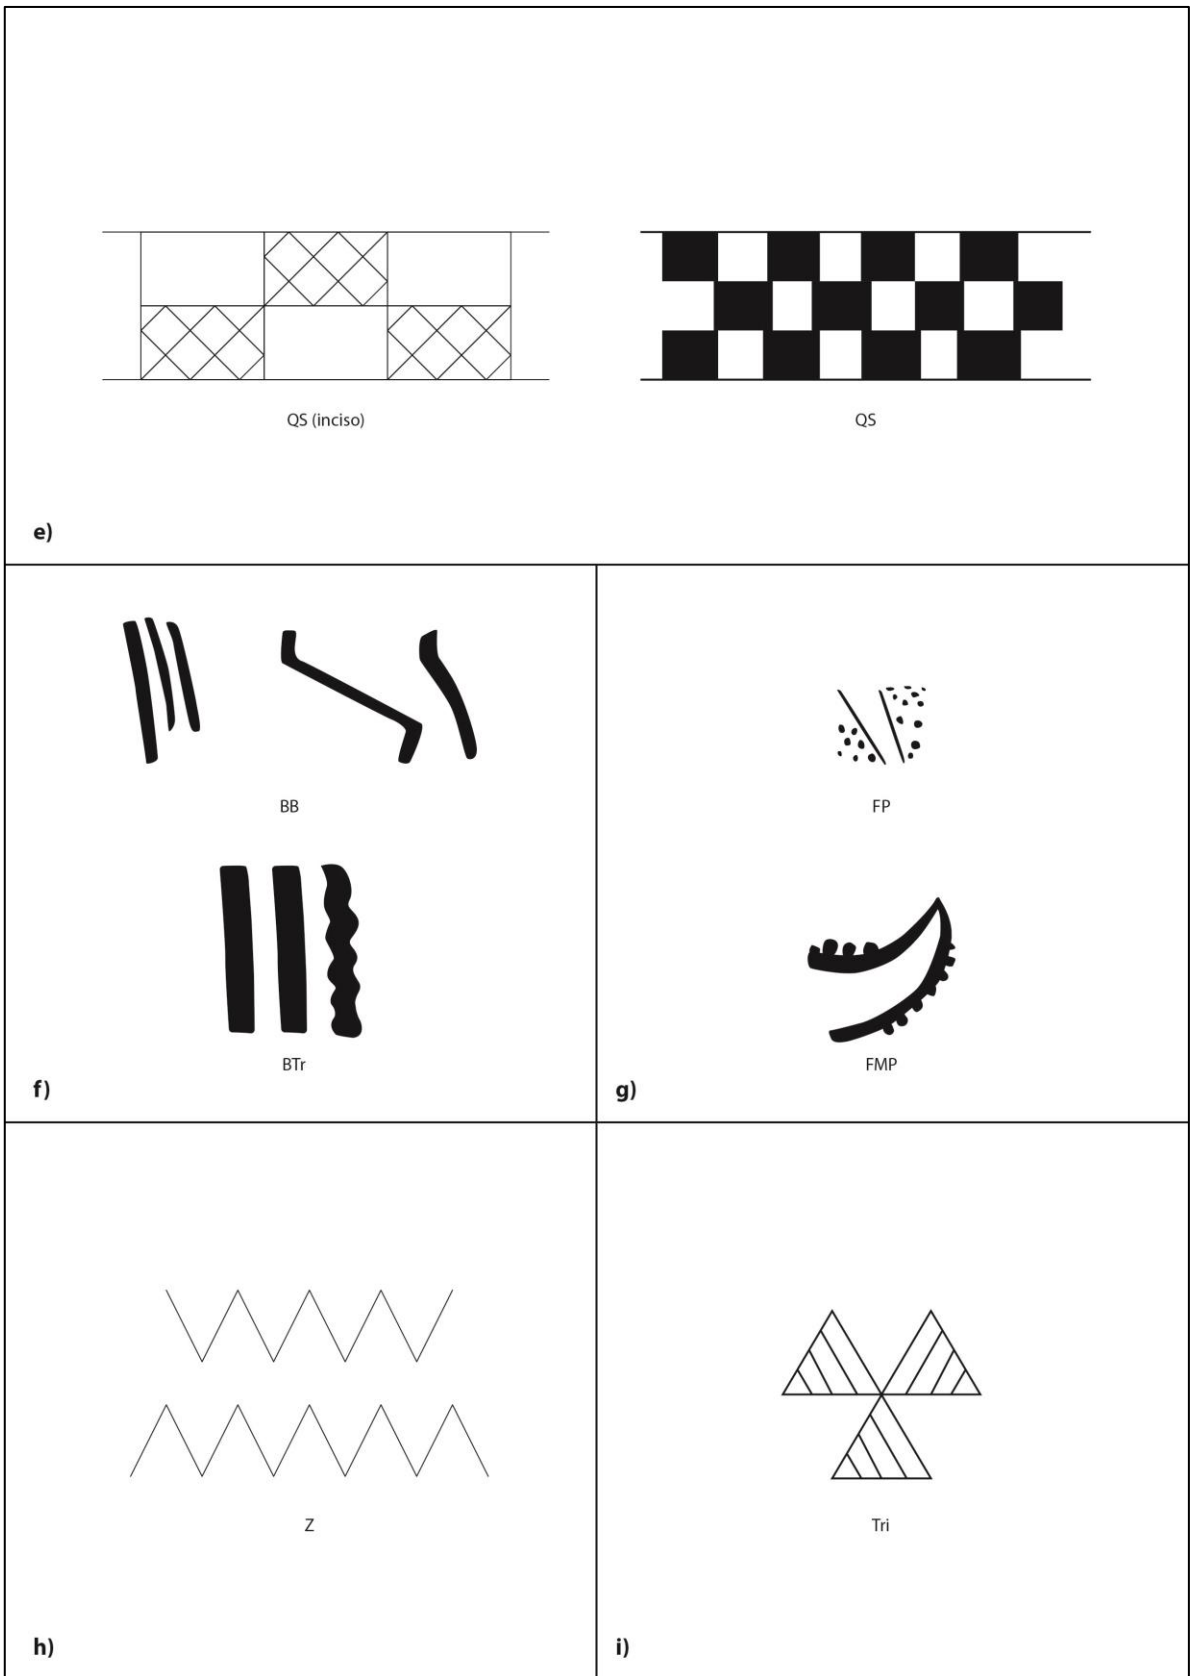 QS (inciso)
QS
e)
BB
BTr
f)
FP
FMP
g)
Z
h)
Tri
i)